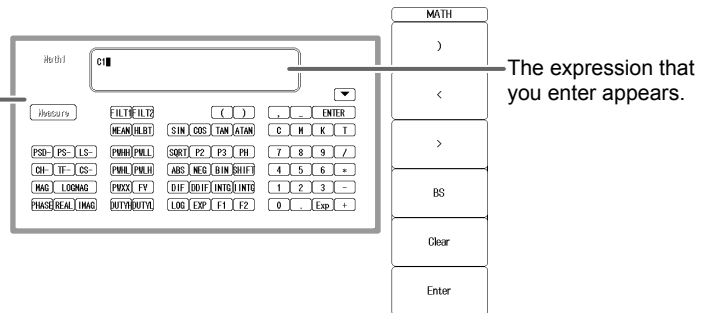 MATH
Math1
C1
)
The expression that
you enter appears.
<
Measure
FILT1 FILT2 ( ) , _ ENTER
MEAN HLBT SIN COS TAN ATAN C M K T
>
PSD- PS- LS- PWHH PWLL SQRT P2 P3 PH 7 8 9 /
CH- TF- CS- PWHL PWLH ABS NEG BIN SHIFT 4 5 6 *
MAG LOGMAG PWXX FV DIF DDIF INTG IINTG 1 2 3 -
BS
PHASE REAL IMAG DUTYH DUTYL LOG EXP F1 F2 0 . Exp +
Clear
Enter